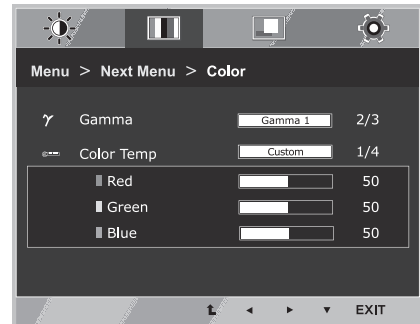 Menu > Next Menu > Color
γ Gamma Gamma 1 2/3
Color Temp Custom 1/4
Red 50
Green 50
Blue 50
EXIT